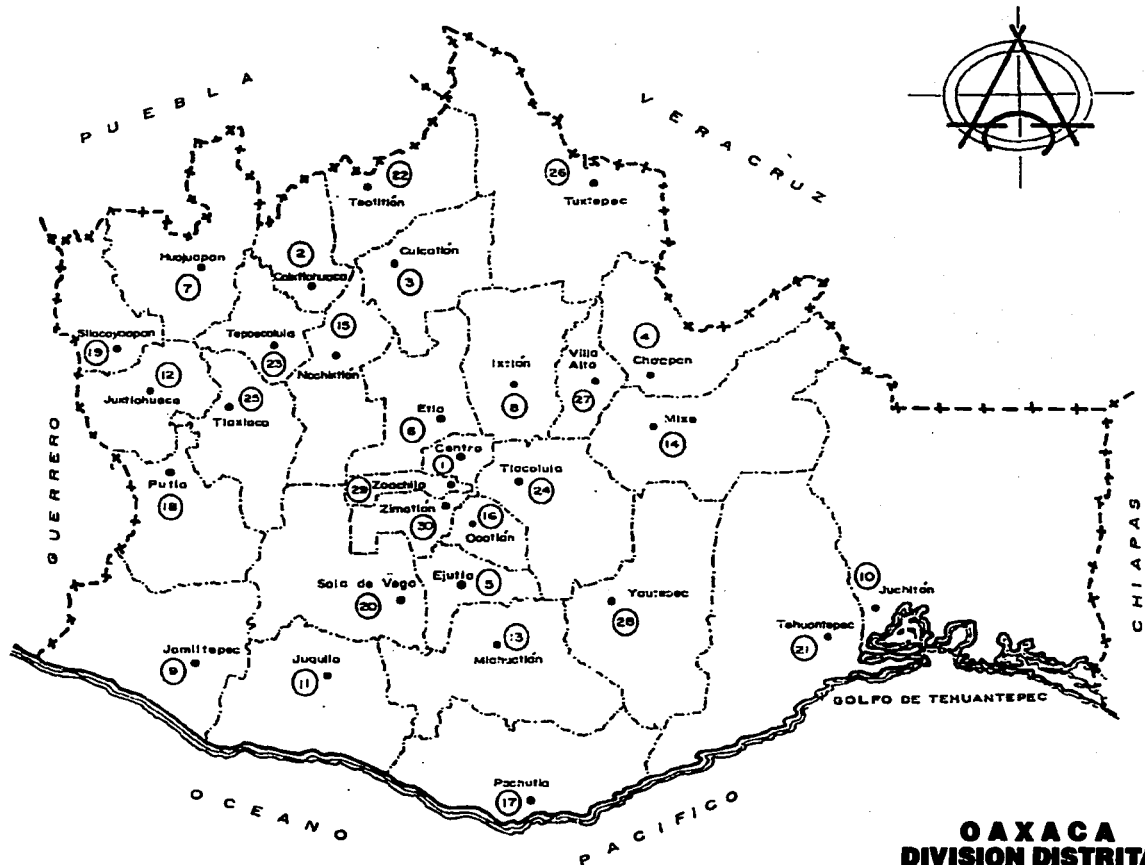 PUEBLA
VERACRUZ
22
Teotitlán
26
Tuxtepec
Huajuapan
7
2
Coixtlahuaca
Cuicatlán
3
Silacayoapan
19
12
Juxtlahuaca
Teposcolula
23
15
Nochixtlán
25
Tlaxiaco
Ixtlán
8
Villa
Alta
27
4
Choapan
Etla
6
Centro
1
Mixe
14
GUERRERO
Putla
18
29
Zaachila
Zimatlán
30
16
Ocotlán
Tlacolula
24
Sola de Vega
20
Ejutla
5
Yautepec
28
10
Juchitán
Tehuantepec
21
CHIAPAS
Jamiltepec
9
Juquila
11
13
Miahuatlán
GOLFO DE TEHUANTEPEC
Pochutla
17
OCEANO PACIFICO
OAXACA
DIVISION DISTRITA